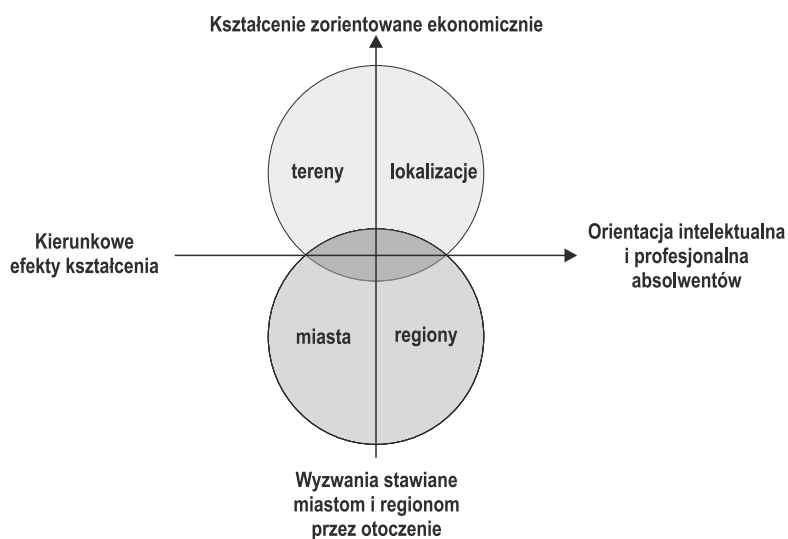 Kształcenie zorientowane ekonomicznie
tereny
lokalizacje
Kierunkowe
efekty kształcenia
Orientacja intelektualna
i profesjonalna
absolwentów
miasta
regiony
Wyzwania stawiane
miastom i regionom
przez otoczenie